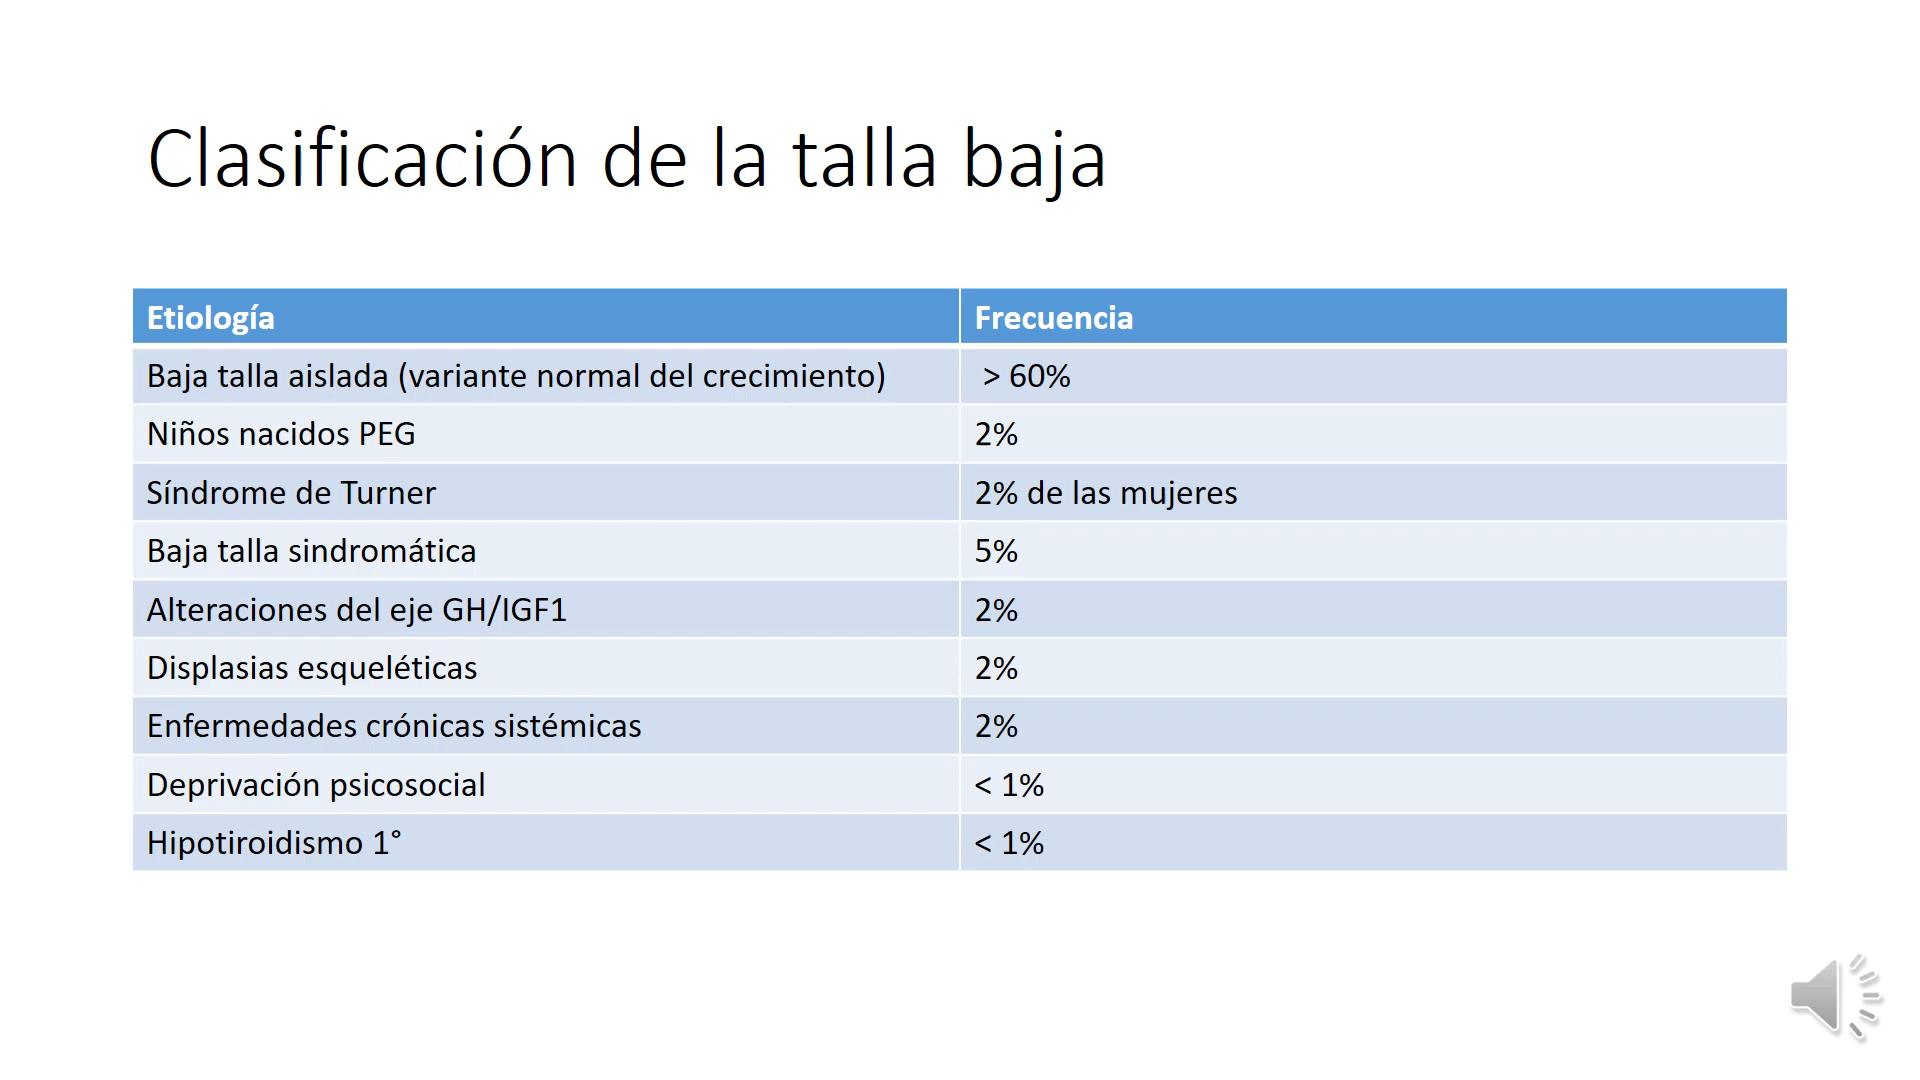 Clasificación de la talla baja
Etiología Frecuencia
Baja talla aislada (variante normal del crecimiento) > 60%
Niños nacidos PEG 2%
Síndrome de Turner 2% de las mujeres
Baja talla sindromática 5%
Alteraciones del eje GH/IGF1 2%
Displasias esqueléticas 2%
Enfermedades crónicas sistémicas 2%
Deprivación psicosocial < 1%
Hipotiroidismo 1° < 1%